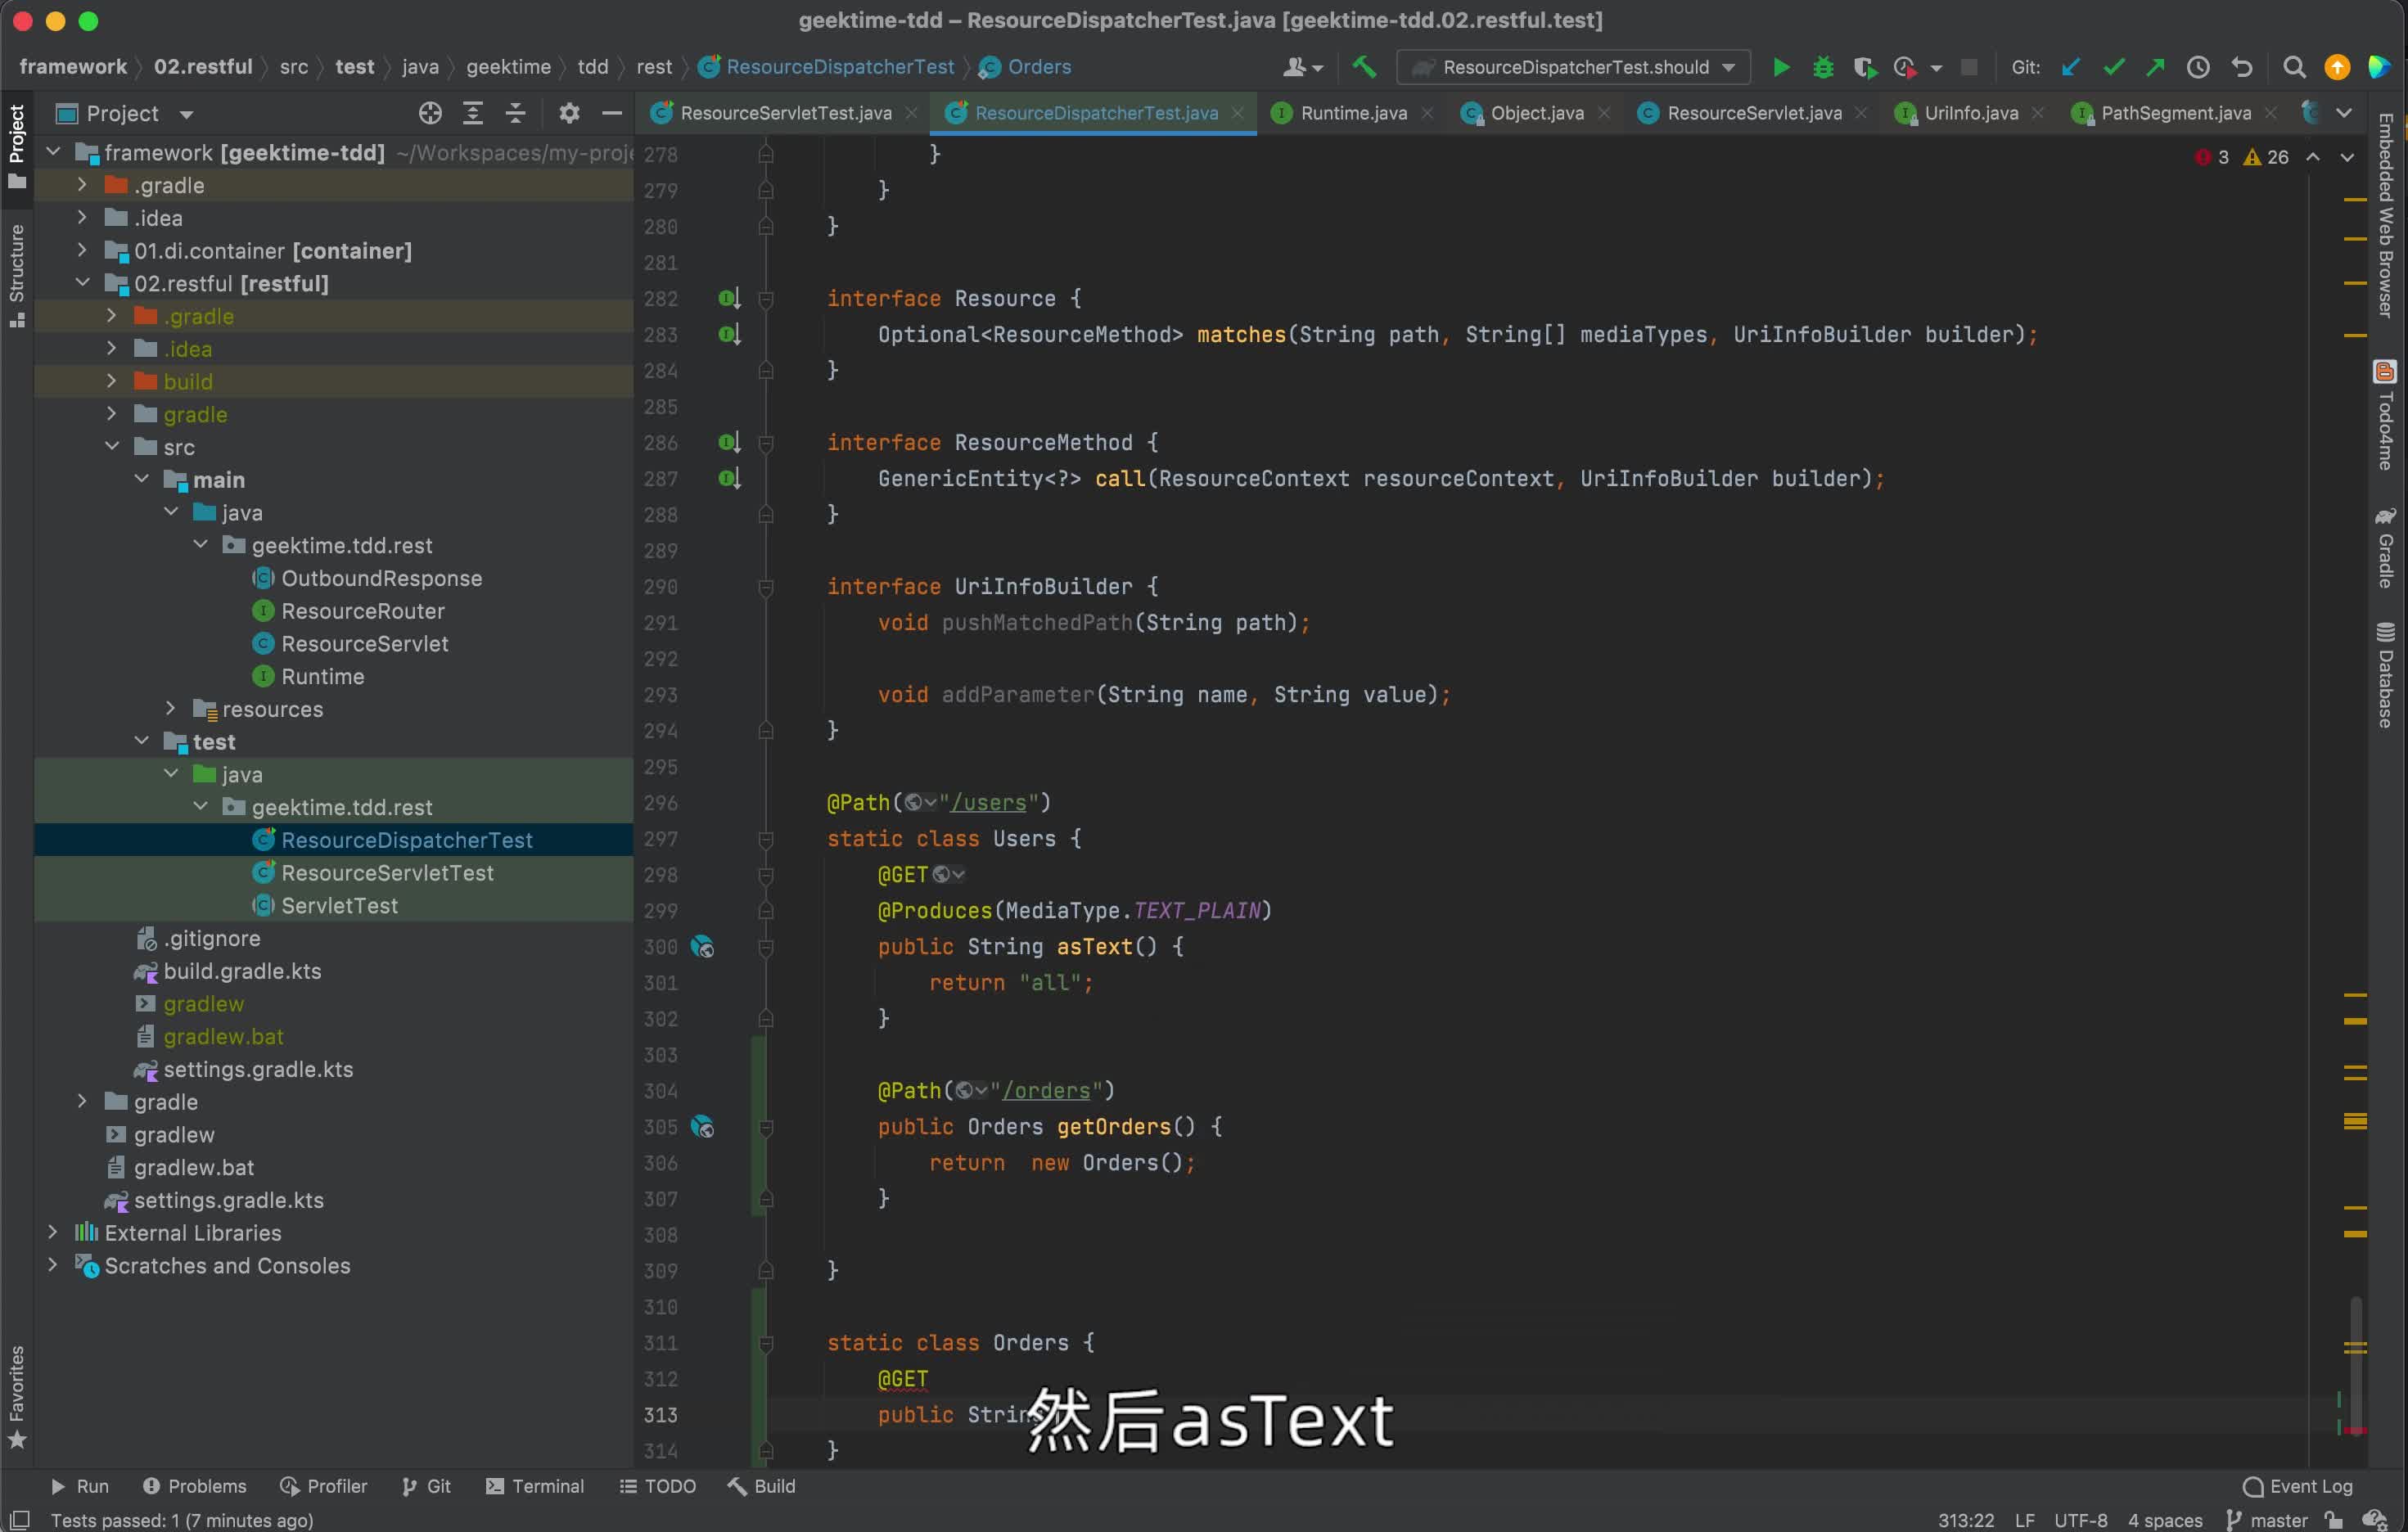 geektime-tdd – ResourceDispatcherTest.java [geektime-tdd.02.restful.test]
framework 02.restful src test java geektime tdd rest ResourceDispatcherTest Orders ResourceDispatcherTest.should Git:
Project ResourceServletTest.java ResourceDispatcherTest.java Runtime.java Object.java ResourceServlet.java UriInfo.java PathSegment.java
Project
Structure
Favorites
framework [geektime-tdd] ~/Workspaces/my-proje
.gradle
.idea
01.di.container [container]
02.restful [restful]
.gradle
.idea
build
gradle
src
main
java
geektime.tdd.rest
OutboundResponse
ResourceRouter
ResourceServlet
Runtime
resources
test
java
geektime.tdd.rest
ResourceDispatcherTest
ResourceServletTest
ServletTest
.gitignore
build.gradle.kts
gradlew
gradlew.bat
settings.gradle.kts
gradle
gradlew
gradlew.bat
settings.gradle.kts
External Libraries
Scratches and Consoles
3 26
278 }
279 }
280 }
281
282 interface Resource {
283 Optional<ResourceMethod> matches(String path, String[] mediaTypes, UriInfoBuilder builder);
284 }
285
286 interface ResourceMethod {
287 GenericEntity<?> call(ResourceContext resourceContext, UriInfoBuilder builder);
288 }
289
290 interface UriInfoBuilder {
291 void pushMatchedPath(String path);
292
293 void addParameter(String name, String value);
294 }
295
296 @Path("/users")
297 static class Users {
298 @GET
299 @Produces(MediaType.TEXT_PLAIN)
300 public String asText() {
301 return "all";
302 }
303
304 @Path("/orders")
305 public Orders getOrders() {
306 return new Orders();
307 }
308
309 }
310
311 static class Orders {
312 @GET
313 public String
314 }
然后asText
Embedded Web Browser
Todo4me
Gradle
Database
Run Problems Profiler Git Terminal TODO Build Event Log
Tests passed: 1 (7 minutes ago) 313:22 LF UTF-8 4 spaces master